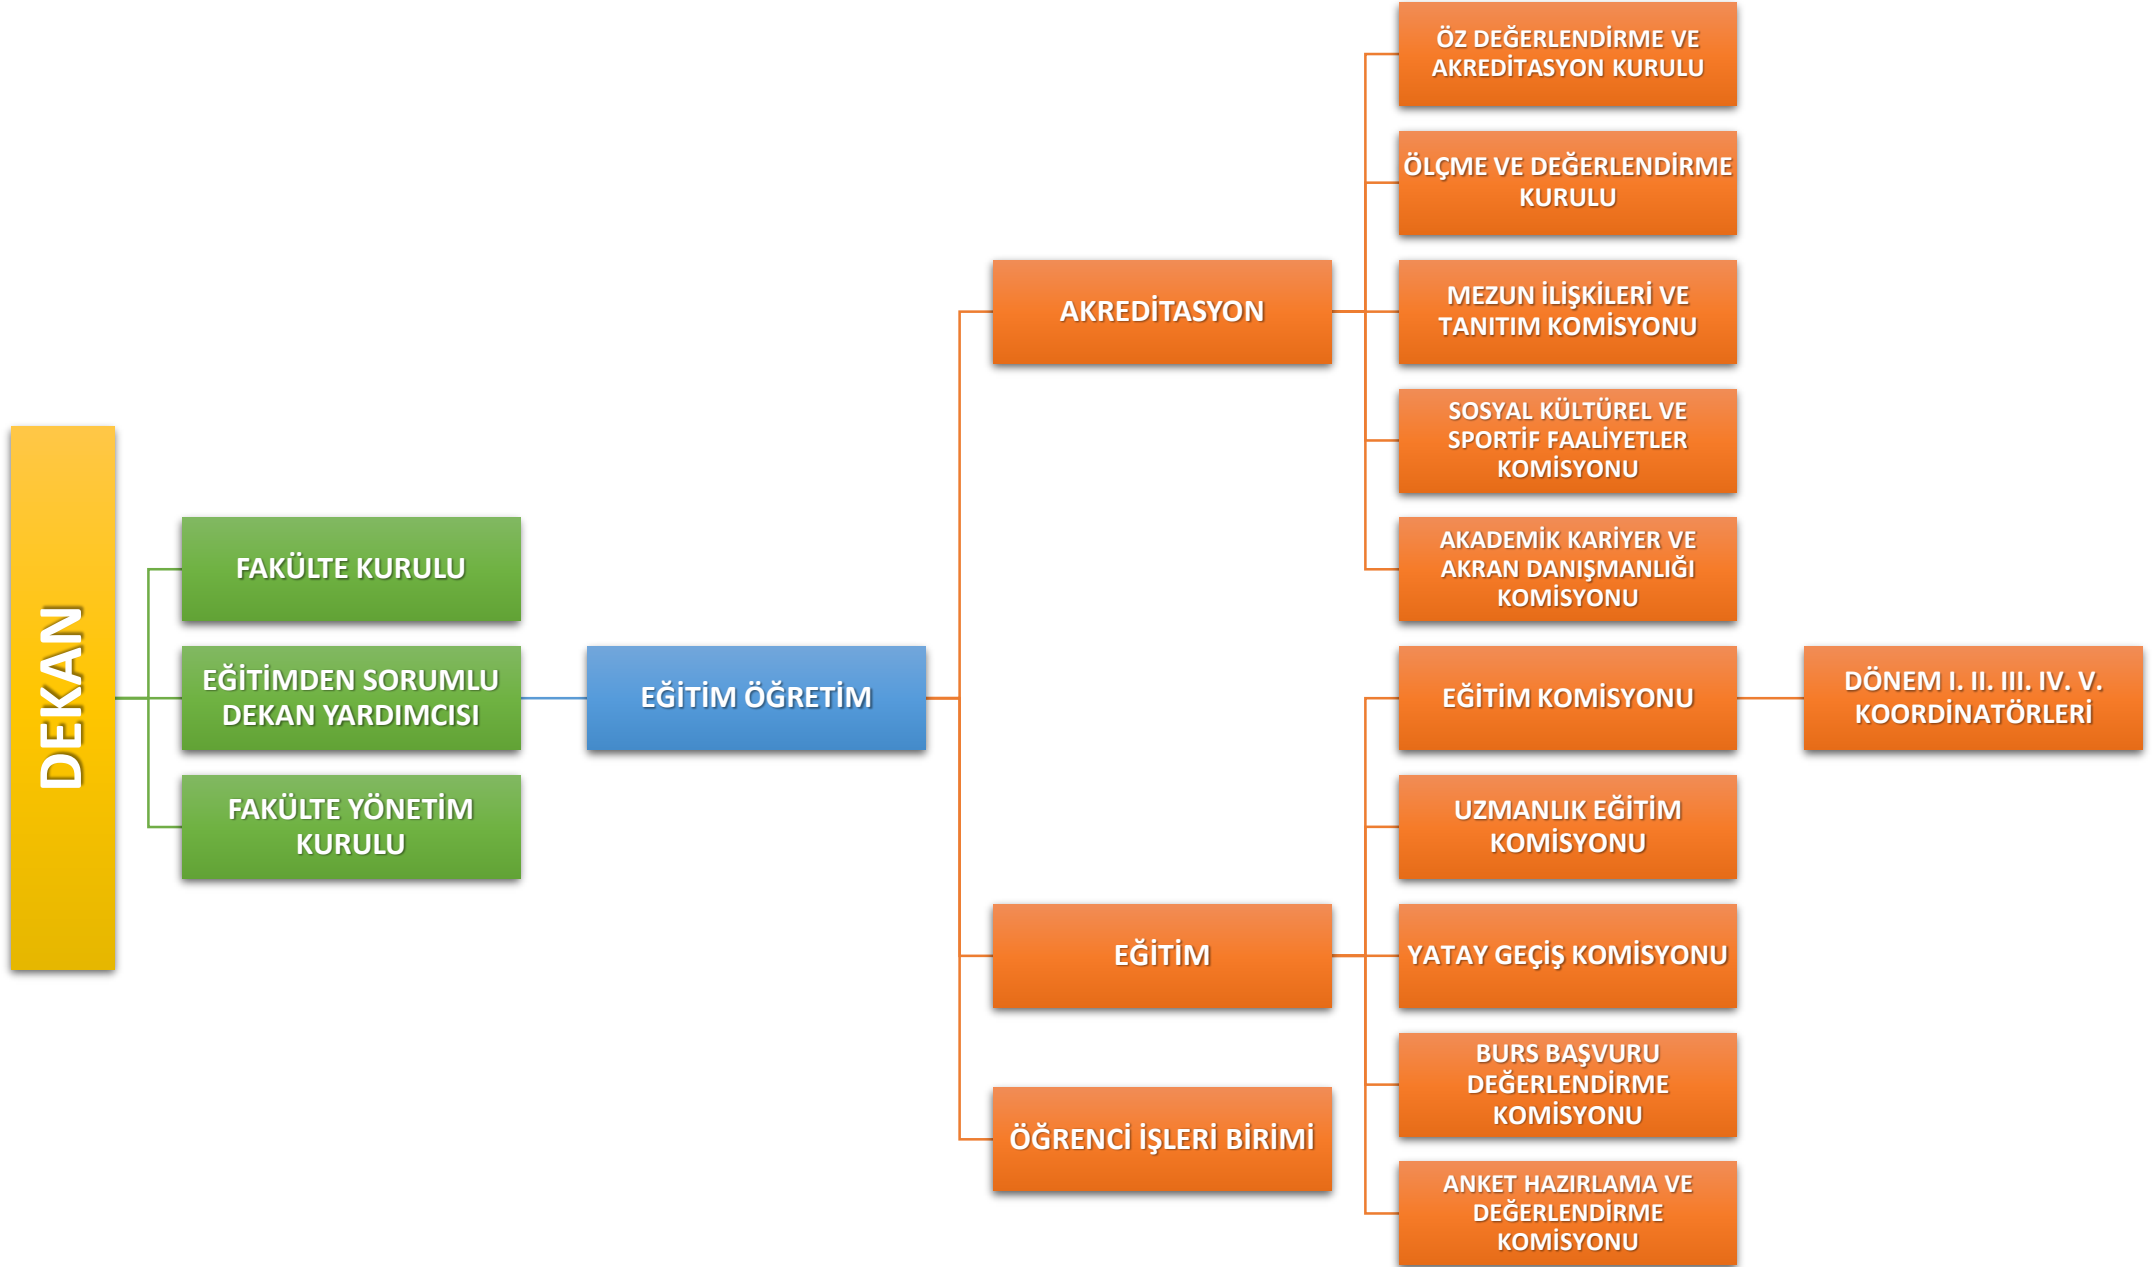 DEKAN
FAKÜLTE KURULU
EĞİTİMDEN SORUMLU
DEKAN YARDIMCISI
FAKÜLTE YÖNETİM
KURULU
EĞİTİM ÖĞRETİM
AKREDİTASYON
ÖZ DEĞERLENDİRME VE
AKREDİTASYON KURULU
ÖLÇME VE DEĞERLENDİRME
KURULU
MEZUN İLİŞKİLERİ VE
TANITIM KOMİSYONU
SOSYAL KÜLTÜREL VE
SPORTİF FAALİYETLER
KOMİSYONU
AKADEMİK KARİYER VE
AKRAN DANIŞMANLIĞI
KOMİSYONU
EĞİTİM
EĞİTİM KOMİSYONU
DÖNEM I. II. III. IV. V.
KOORDİNATÖRLERİ
UZMANLIK EĞİTİM
KOMİSYONU
YATAY GEÇİŞ KOMİSYONU
BURS BAŞVURU
DEĞERLENDİRME
KOMİSYONU
ANKET HAZIRLAMA VE
DEĞERLENDİRME
KOMİSYONU
ÖĞRENCİ İŞLERİ BİRİMİ